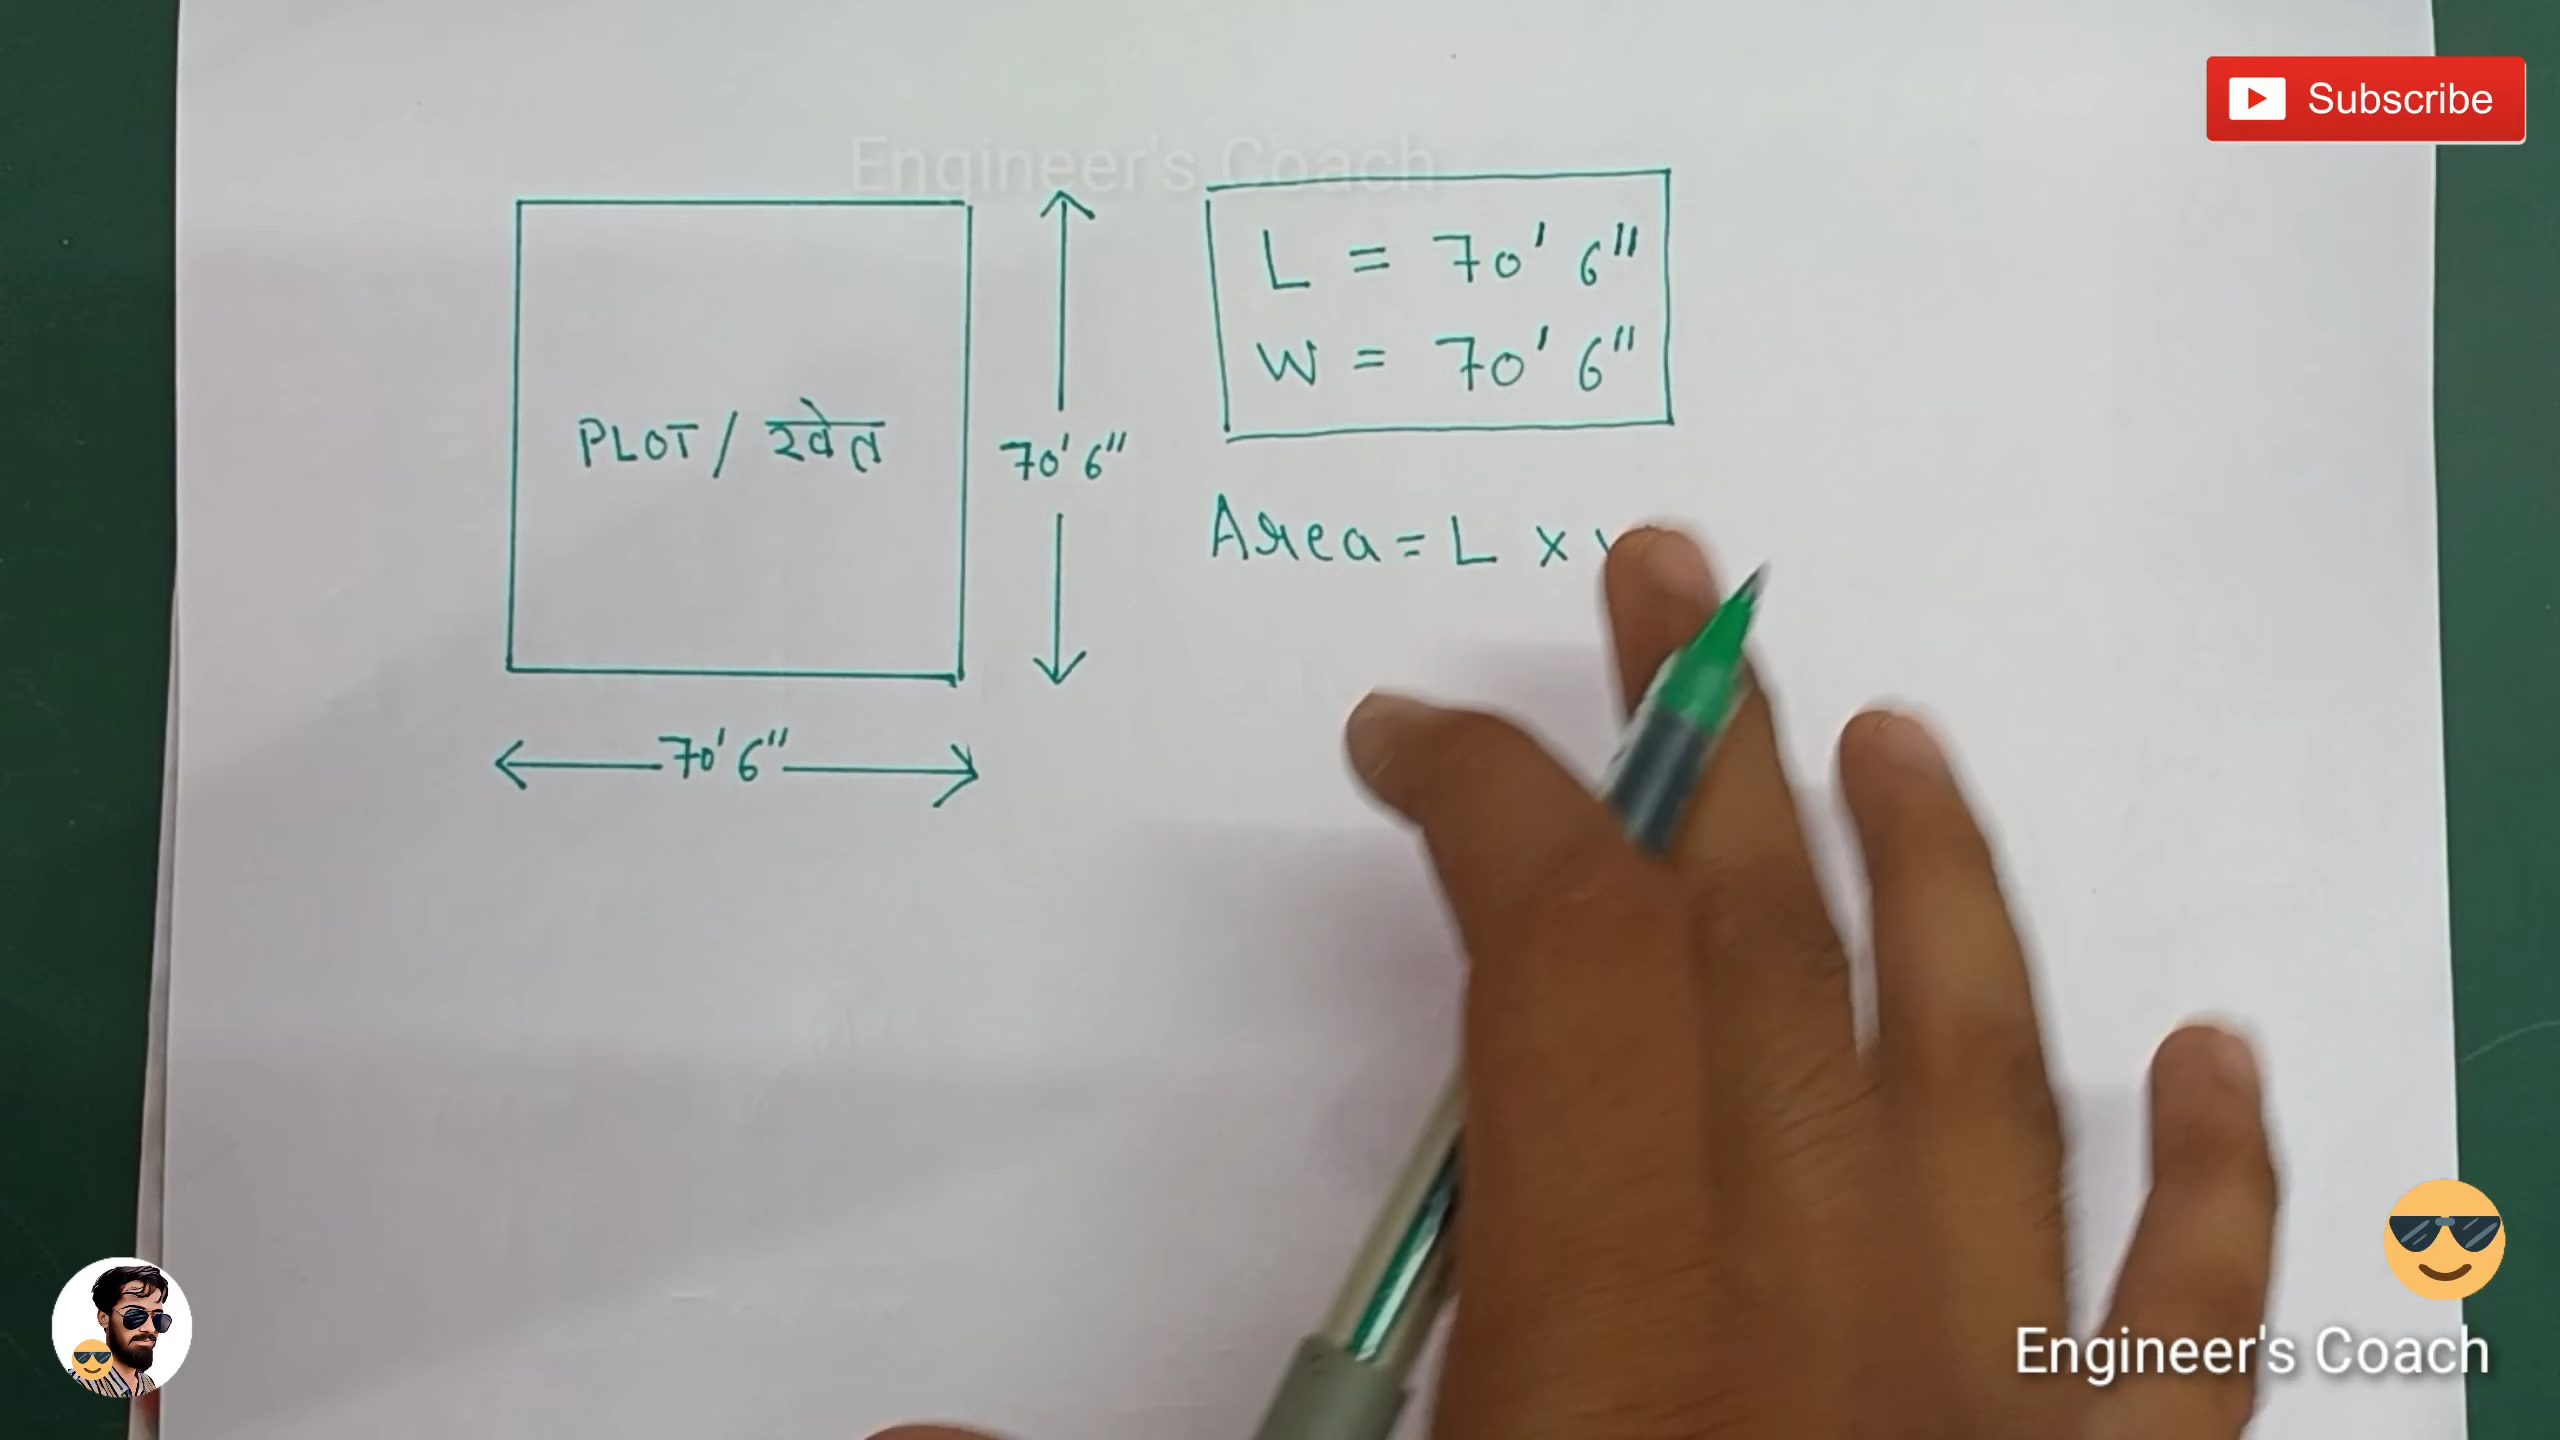 Subscribe
Engineer's Coach
PLOT / खेत
70' 6"
70' 6"
L = 70' 6"
W = 70' 6"
Area = L ×
Engineer's Coach